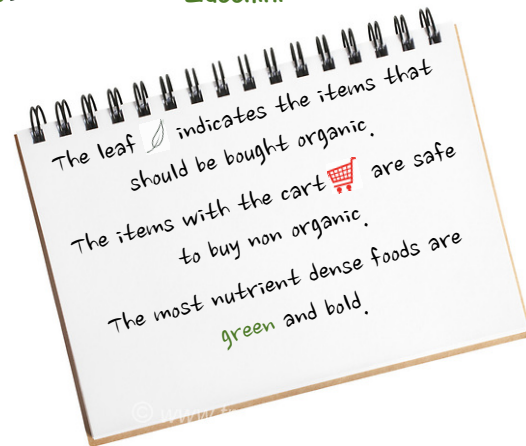 The leaf indicates the items that
should be bought organic.
The items with the cart are safe
to buy non organic.
The most nutrient dense foods are
green and bold.
© www